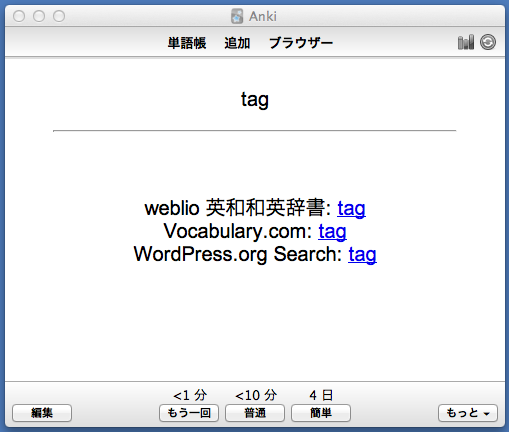 Anki
単語帳 追加 ブラウザー
tag
weblio 英和和英辞書: tag
Vocabulary.com: tag
WordPress.org Search: tag
<1 分 <10 分 4 日
編集 もう一回 普通 簡単 もっと